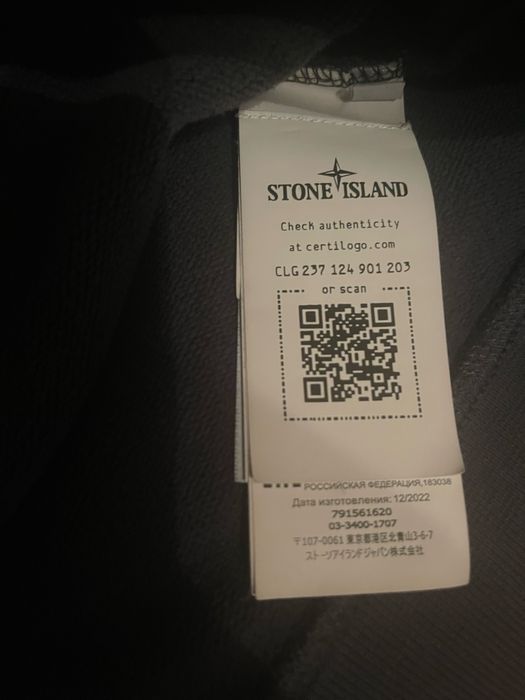 STONE ISLAND
Check authenticity
at certilogo.com
CLG 237 124 901 203
or scan
РОССИЙСКАЯ ФЕДЕРАЦИЯ,183038
Дата изготовления: 12/2022
791561620
03-3400-1707
〒107-0061 東京都港区北青山3-6-7
ストーンアイランドジャパン株式会社